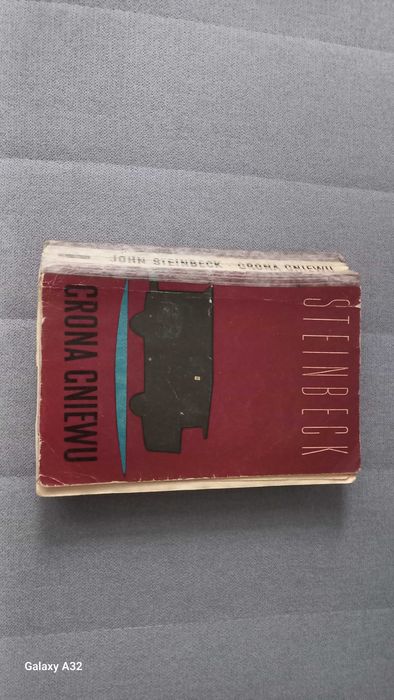 JOHN STEINBECK GRONA GNIEWU
STEINBECK
GRONA GNIEWU
Galaxy A32